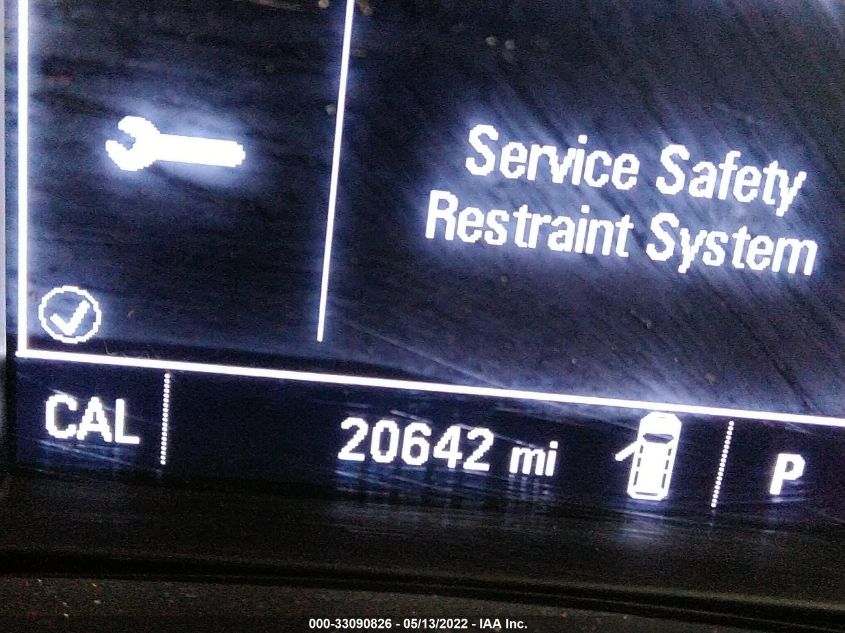 Service Safety
Restraint System
CAL 20642 mi P
000-33090826 - 05/13/2022 - IAA Inc.